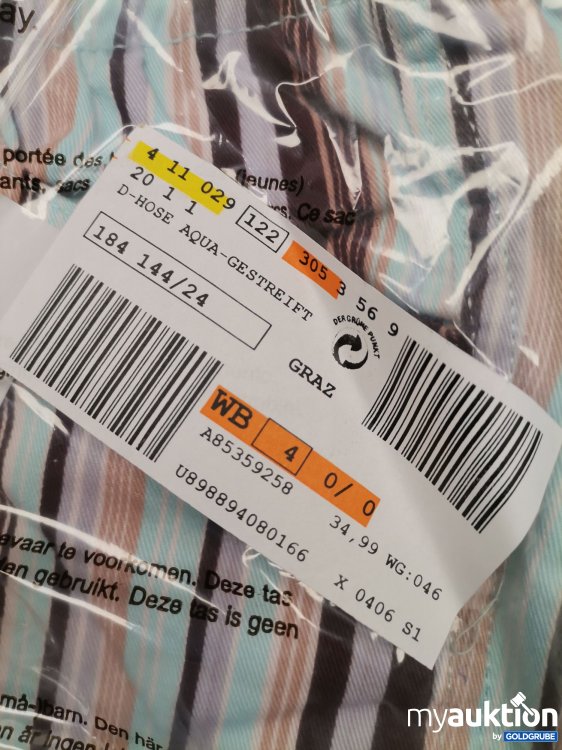 ay
portée des
jeunes)
ants, sacs
Ce sac
4 11 029 122 305 3 56 9
20 1 1
D-HOSE AQUA-GESTREIFT
184 144/24
DER GRÜNE PUNKT
GRAZ
WB 4 0/ 0
A85359258
34,99 WG:046
U898894080166
X 0406 S1
evaar te voorkomen. Deze tas
gebruikt. Deze tas is geen
må-lbarn. Den här
är ingen
myauktion
by GOLDGRUBE